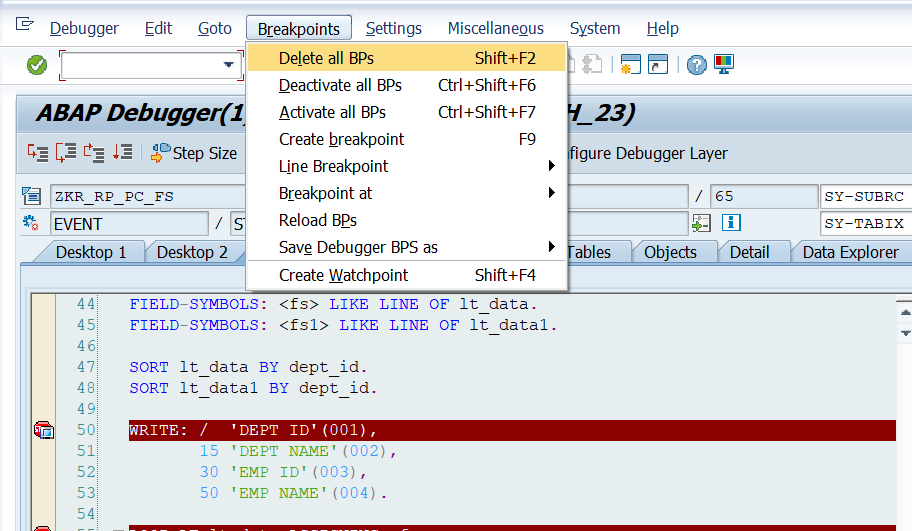 Debugger Edit Goto Breakpoints Settings Miscellaneous System Help
Delete all BPs Shift+F2
Deactivate all BPs Ctrl+Shift+F6
Activate all BPs Ctrl+Shift+F7
Create breakpoint F9
Line Breakpoint
Breakpoint at
Reload BPs
Save Debugger BPS as
Create Watchpoint Shift+F4
ABAP Debugger(1 H_23)
Step Size figure Debugger Layer
ZKR_RP_PC_FS / 65 SY-SUBRC
EVENT / ST SY-TABIX
Desktop 1 Desktop 2 Tables Objects Detail Data Explorer
44 FIELD-SYMBOLS: <fs> LIKE LINE OF lt_data.
45 FIELD-SYMBOLS: <fs1> LIKE LINE OF lt_data1.
46
47 SORT lt_data BY dept_id.
48 SORT lt_data1 BY dept_id.
49
50 WRITE: / 'DEPT ID'(001),
51 15 'DEPT NAME'(002),
52 30 'EMP ID'(003),
53 50 'EMP NAME'(004).
54